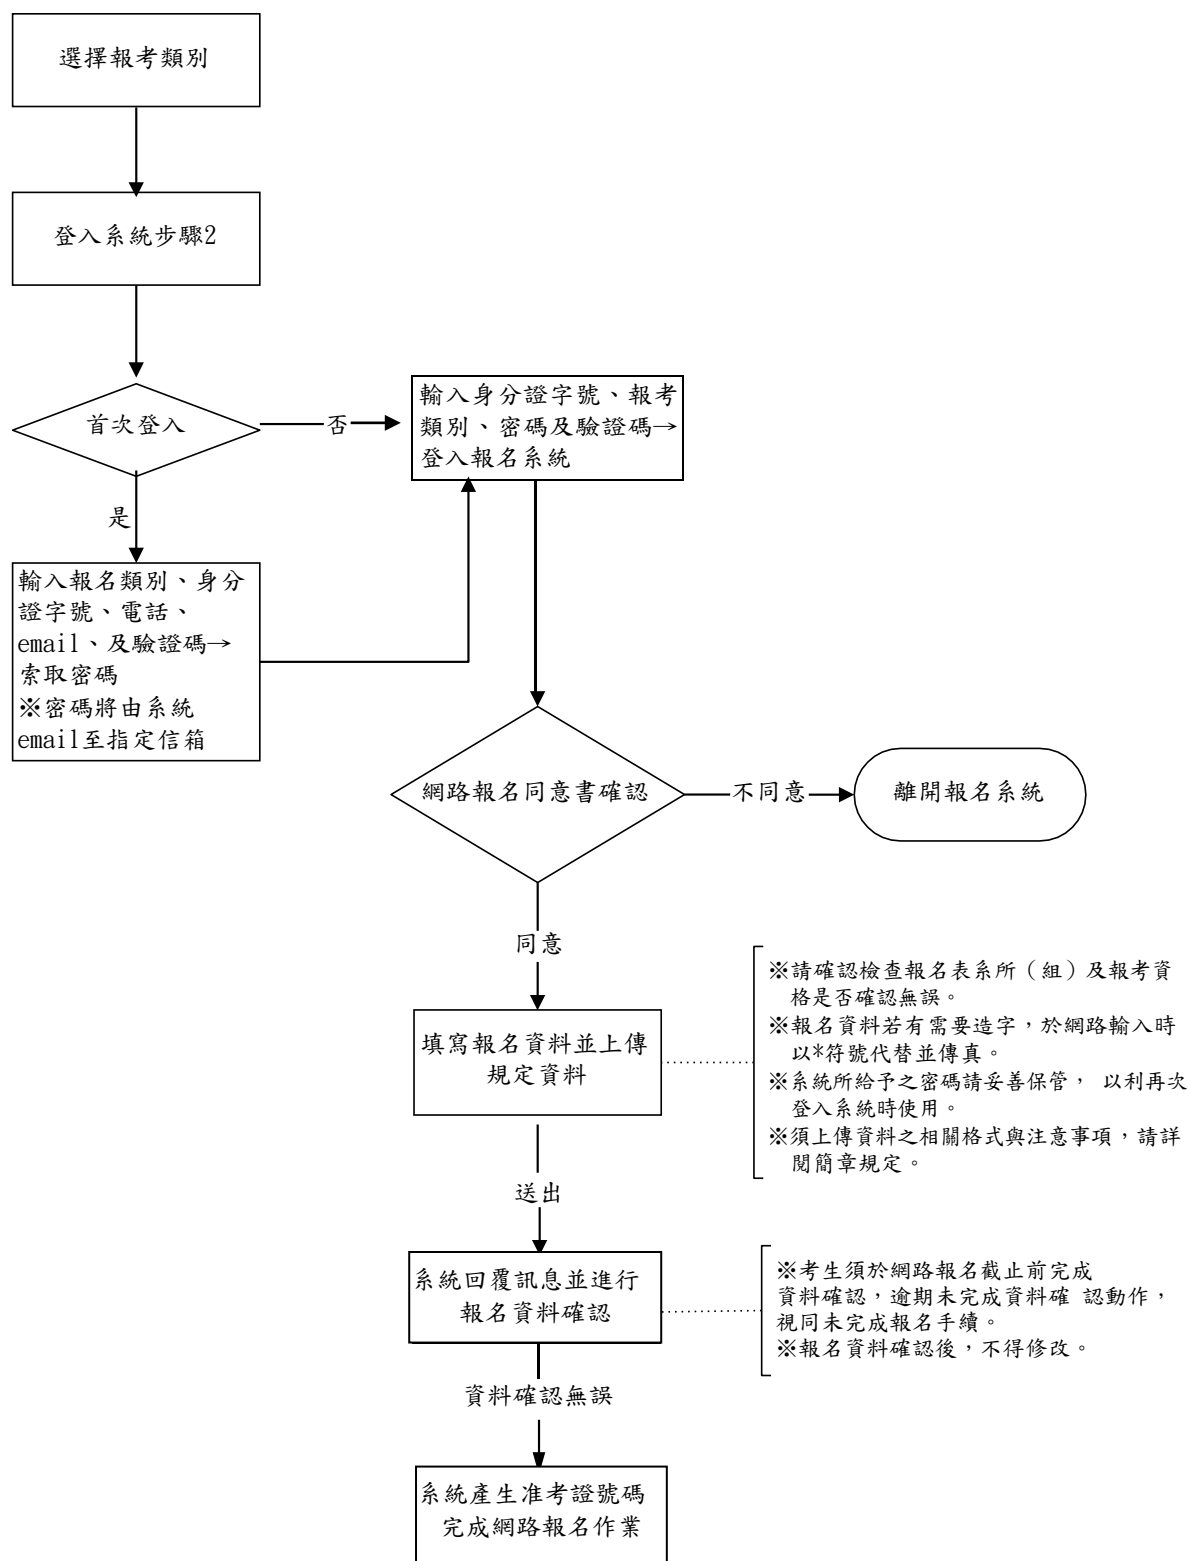 選擇報考類別
登入系統步驟2
首次登入
否
輸入身分證字號、報考
類別、密碼及驗證碼→
登入報名系統
是
輸入報名類別、身分
證字號、電話、
email、及驗證碼→
索取密碼
※密碼將由系統
email至指定信箱
網路報名同意書確認
不同意
離開報名系統
同意
填寫報名資料並上傳
規定資料
※請確認檢查報名表系所（組）及報考資
格是否確認無誤。
※報名資料若有需要造字，於網路輸入時
以*符號代替並傳真。
※系統所給予之密碼請妥善保管， 以利再次
登入系統時使用。
※須上傳資料之相關格式與注意事項，請詳
閱簡章規定。
送出
系統回覆訊息並進行
報名資料確認
※考生須於網路報名截止前完成
資料確認，逾期未完成資料確 認動作，
視同未完成報名手續。
※報名資料確認後，不得修改。
資料確認無誤
系統產生准考證號碼
完成網路報名作業